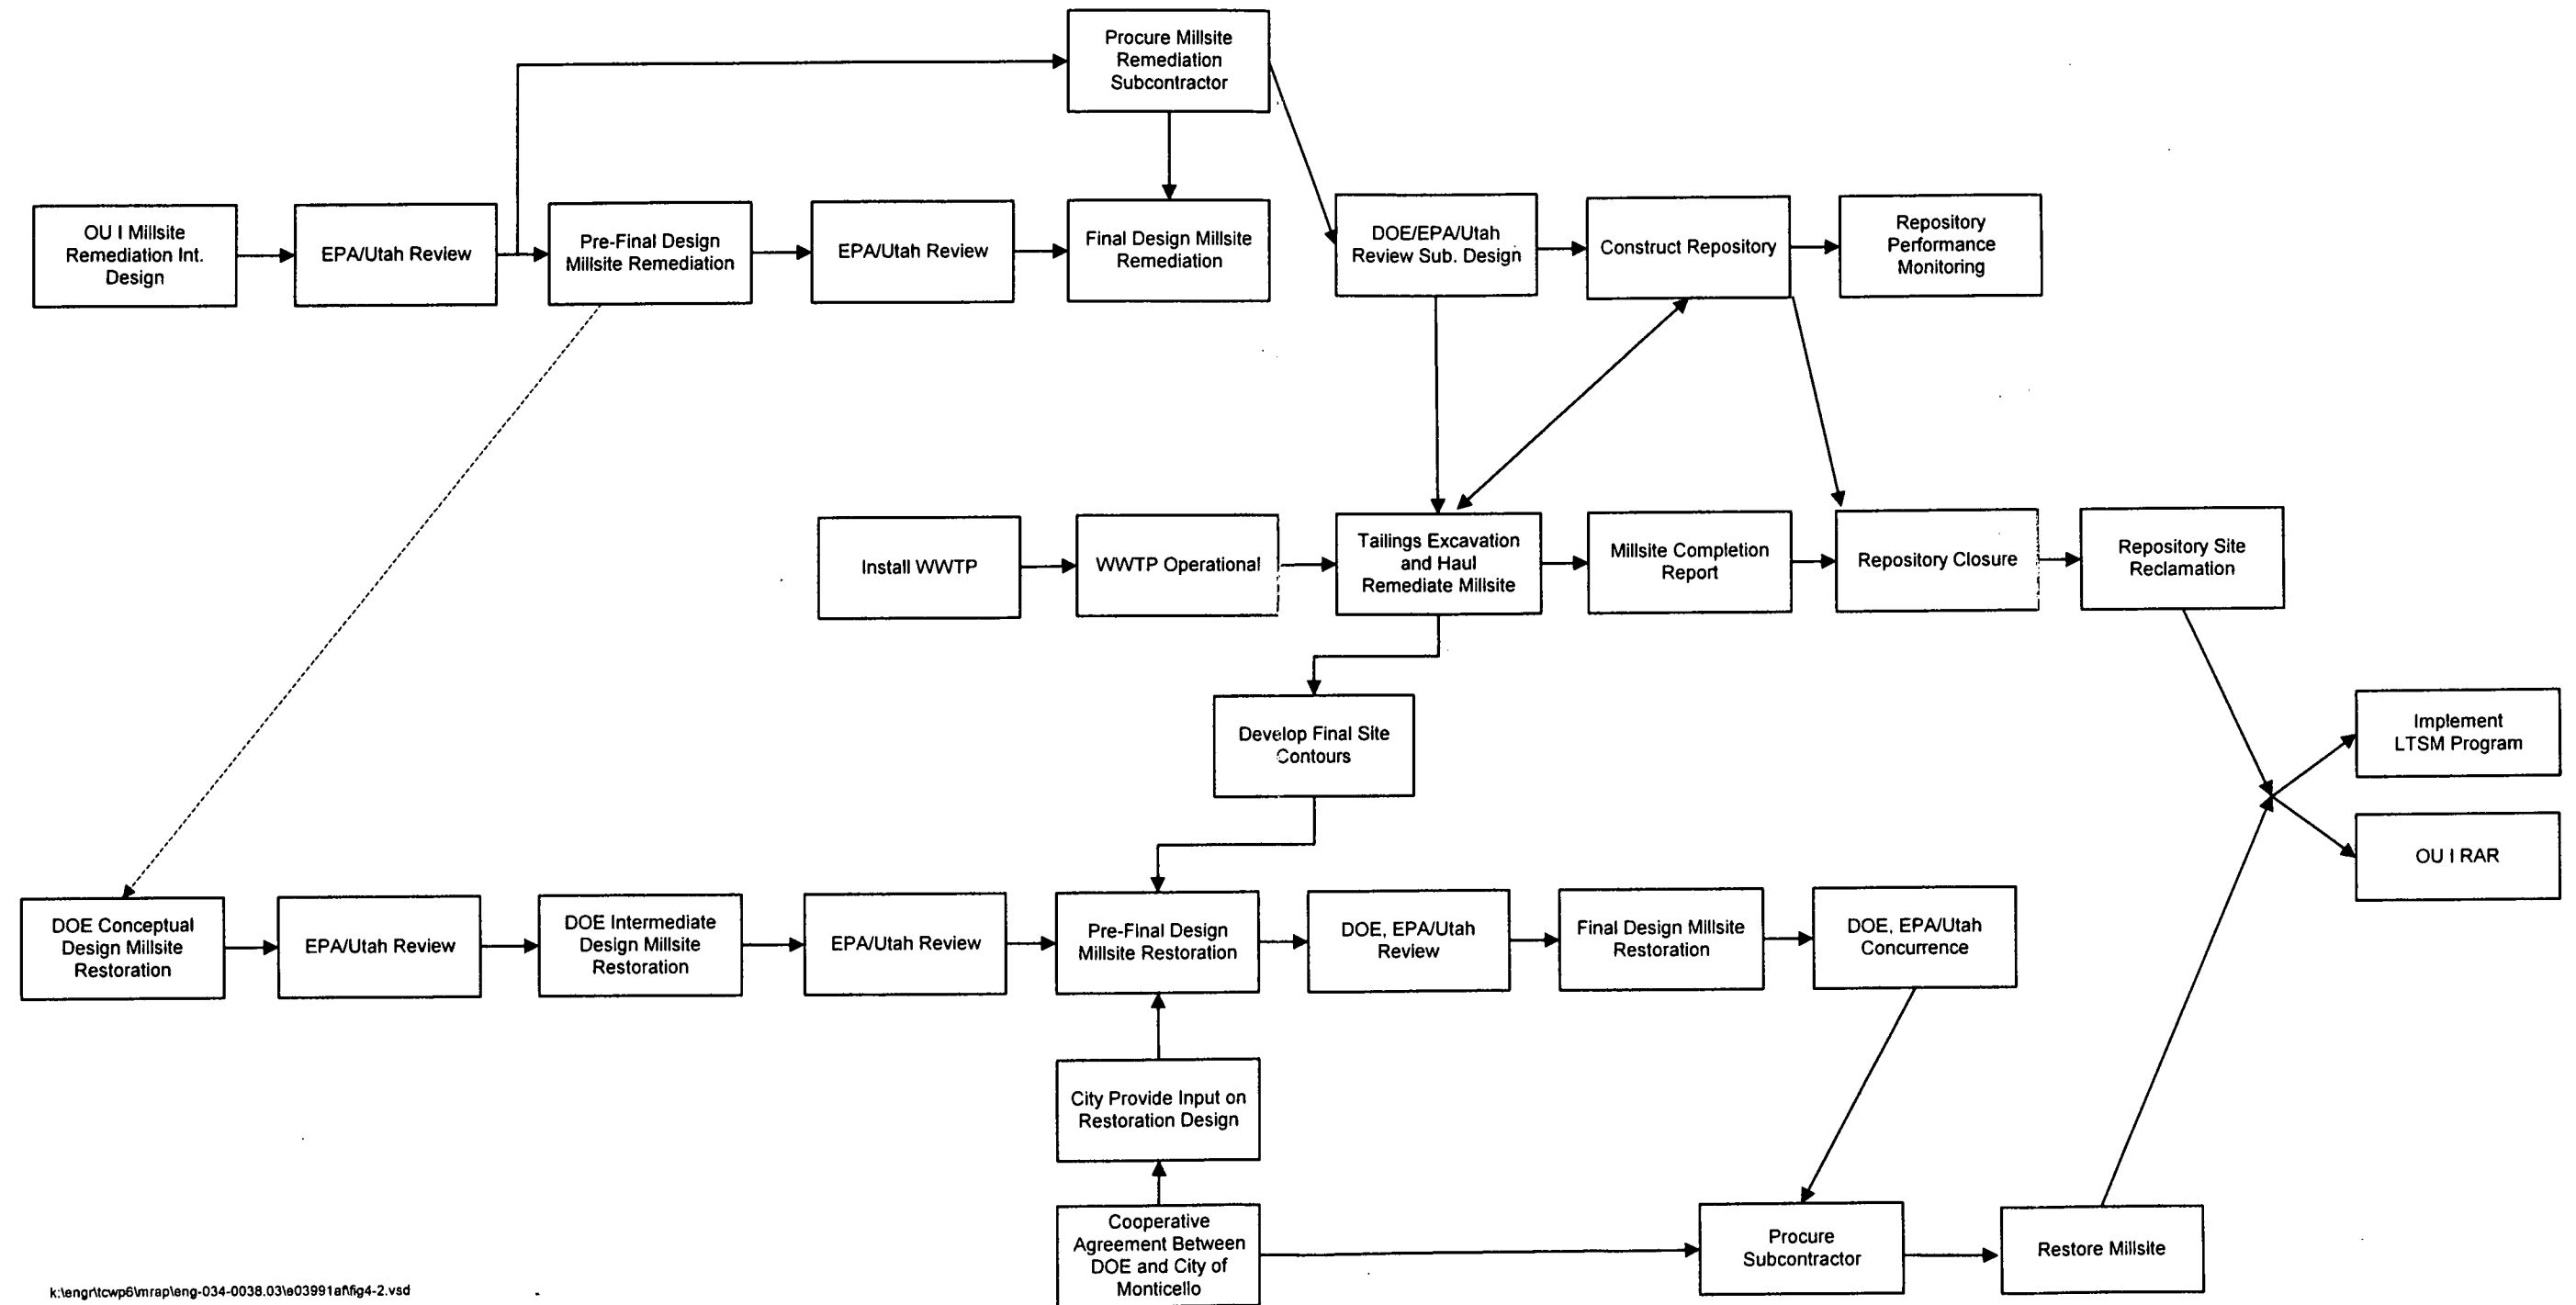 Procure Millsite
Remediation
Subcontractor
OU I Millsite
Remediation Int.
Design
EPA/Utah Review
Pre-Final Design
Millsite Remediation
EPA/Utah Review
Final Design Millsite
Remediation
DOE/EPA/Utah
Review Sub. Design
Construct Repository
Repository
Performance
Monitoring
Install WWTP
WWTP Operational
Tailings Excavation
and Haul
Remediate Millsite
Millsite Completion
Report
Repository Closure
Repository Site
Reclamation
Develop Final Site
Contours
Implement
LTSM Program
OU I RAR
DOE Conceptual
Design Millsite
Restoration
EPA/Utah Review
DOE Intermediate
Design Millsite
Restoration
EPA/Utah Review
Pre-Final Design
Millsite Restoration
DOE, EPA/Utah
Review
Final Design Millsite
Restoration
DOE, EPA/Utah
Concurrence
City Provide Input on
Restoration Design
Cooperative
Agreement Between
DOE and City of
Monticello
Procure
Subcontractor
Restore Millsite
k:\engr\tcwp6\mrap\eng-034-0038.03\e03991af\fig4-2.vsd